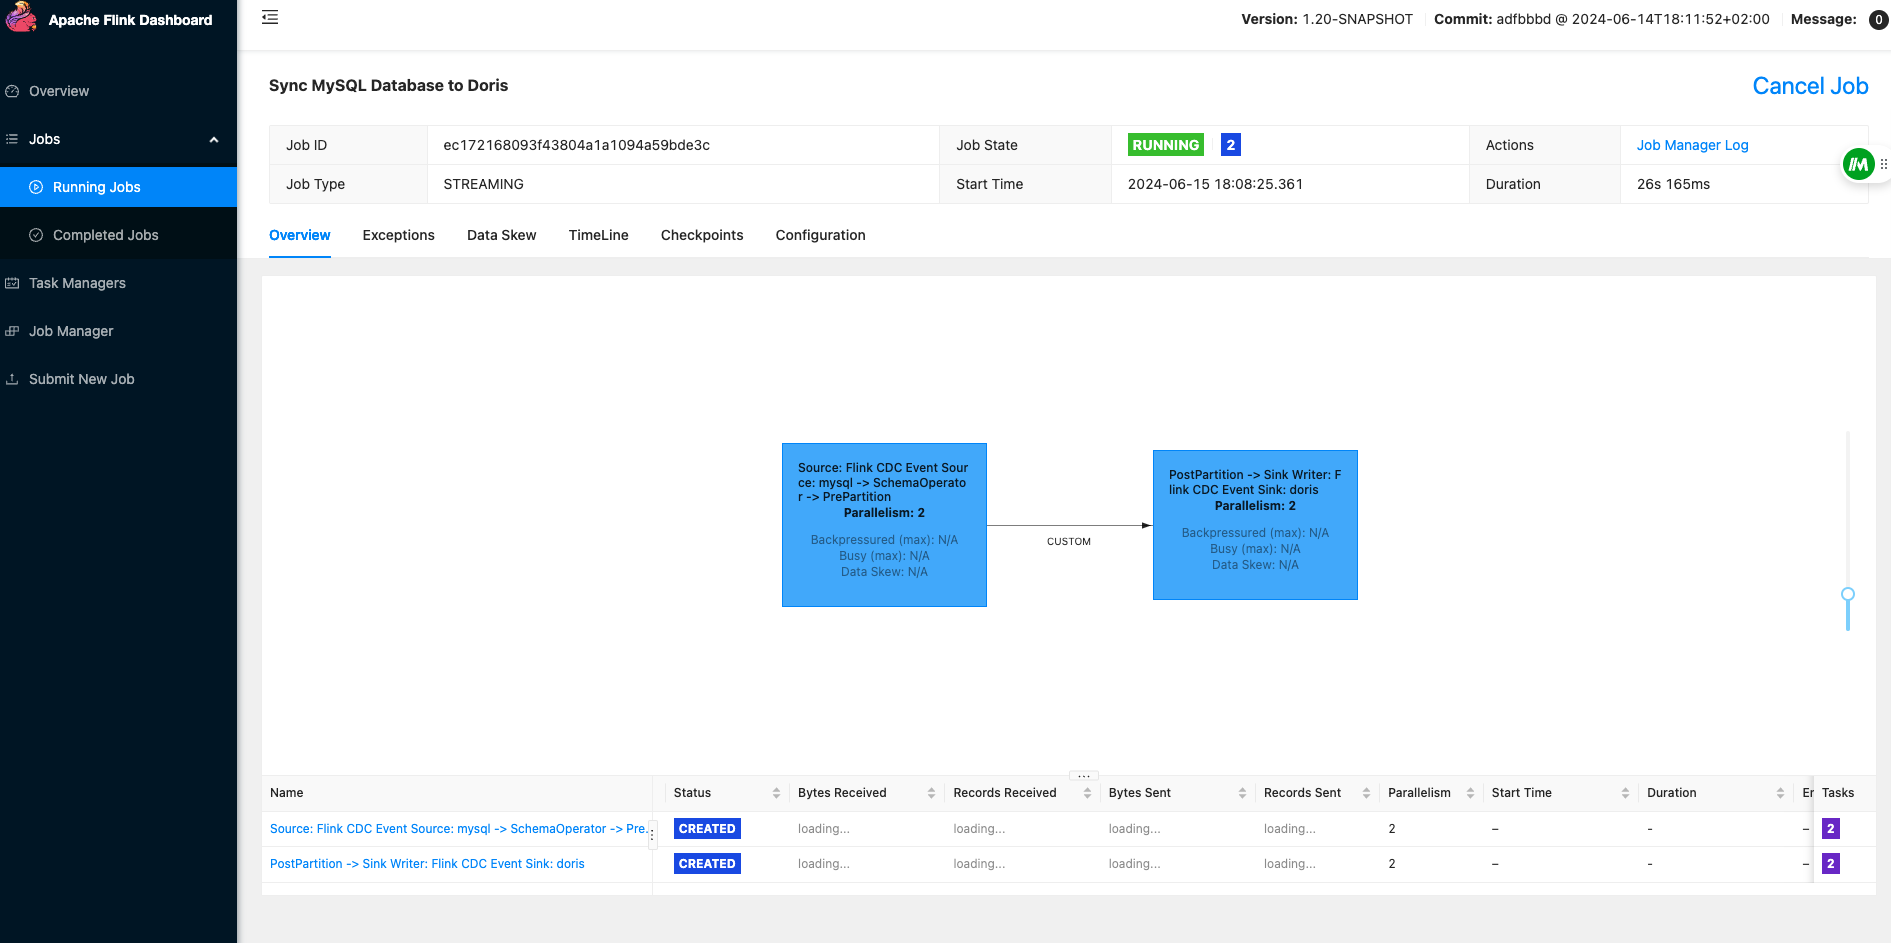 Apache Flink Dashboard
Version: 1.20-SNAPSHOT Commit: adfbbbd @ 2024-06-14T18:11:52+02:00 Message: 0
Overview
Jobs
Running Jobs
Completed Jobs
Task Managers
Job Manager
Submit New Job
Sync MySQL Database to Doris
Cancel Job
Job ID ec172168093f43804a1a1094a59bde3c Job State RUNNING 2 Actions Job Manager Log
Job Type STREAMING Start Time 2024-06-15 18:08:25.361 Duration 26s 165ms
Overview Exceptions Data Skew TimeLine Checkpoints Configuration
Source: Flink CDC Event Sour
ce: mysql -> SchemaOperato
r -> PrePartition
Parallelism: 2
Backpressured (max): N/A
Busy (max): N/A
Data Skew: N/A
CUSTOM
PostPartition -> Sink Writer: F
link CDC Event Sink: doris
Parallelism: 2
Backpressured (max): N/A
Busy (max): N/A
Data Skew: N/A
Name Status Bytes Received Records Received Bytes Sent Records Sent Parallelism Start Time Duration Er Tasks
Source: Flink CDC Event Source: mysql -> SchemaOperator -> Pre... CREATED loading... loading... loading... loading... 2 – - – 2
PostPartition -> Sink Writer: Flink CDC Event Sink: doris CREATED loading... loading... loading... loading... 2 – - – 2